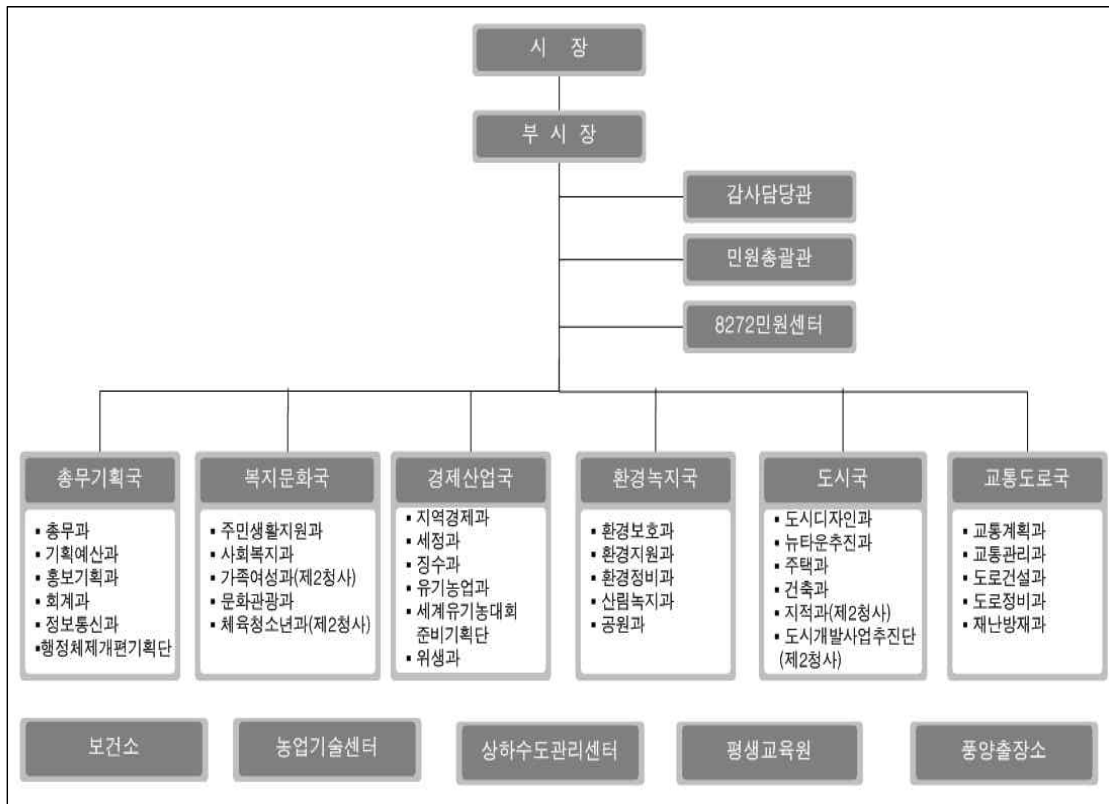 시 장
부 시 장
감사담당관
민원총괄관
8272민원센터
총무기획국
▪ 총무과
▪ 기획예산과
▪ 홍보기획과
▪ 회계과
▪ 정보통신과
▪행정체제개편기획단
복지문화국
▪ 주민생활지원과
▪ 사회복지과
▪ 가족여성과(제2청사)
▪ 문화관광과
▪ 체육청소년과(제2청사)
경제산업국
▪ 지역경제과
▪ 세정과
▪ 징수과
▪ 유기농업과
▪ 세계유기농대회
준비기획단
▪ 위생과
환경녹지국
▪ 환경보호과
▪ 환경지원과
▪ 환경정비과
▪ 산림녹지과
▪ 공원과
도시국
▪ 도시디자인과
▪ 뉴타운추진과
▪ 주택과
▪ 건축과
▪ 지적과(제2청사)
▪ 도시개발사업추진단
(제2청사)
교통도로국
▪ 교통계획과
▪ 교통관리과
▪ 도로건설과
▪ 도로정비과
▪ 재난방재과
보건소
농업기술센터
상하수도관리센터
평생교육원
풍양출장소